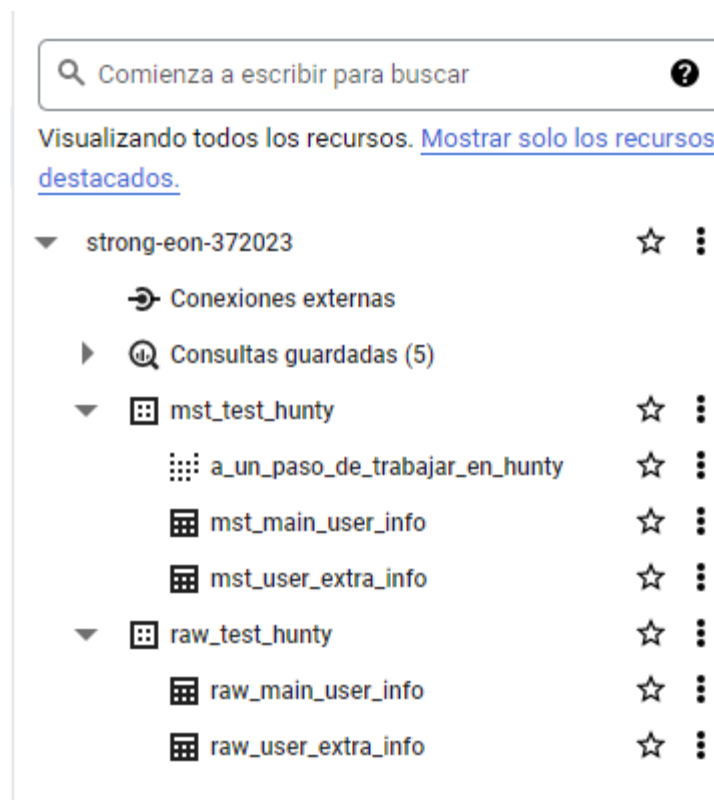 Comienza a escribir para buscar
Visualizando todos los recursos. Mostrar solo los recursos
destacados.
strong-eon-372023
Conexiones externas
Consultas guardadas (5)
mst_test_hunty
a_un_paso_de_trabajar_en_hunty
mst_main_user_info
mst_user_extra_info
raw_test_hunty
raw_main_user_info
raw_user_extra_info